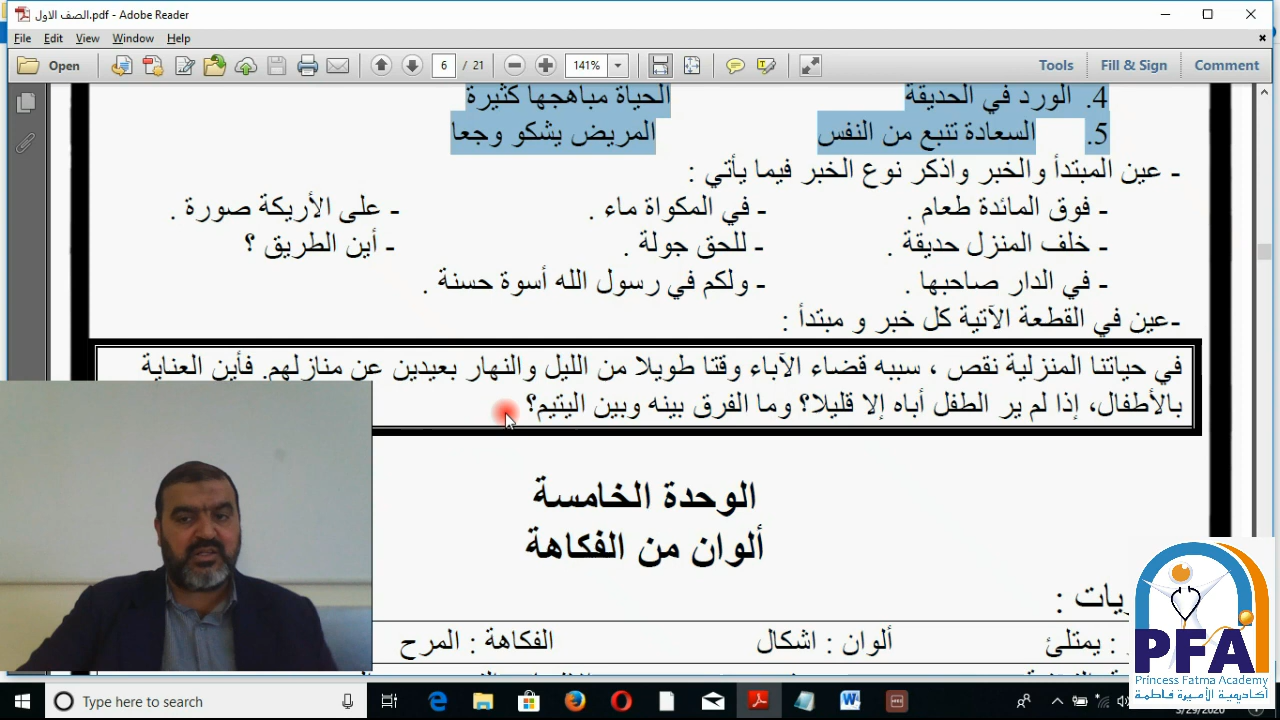 الصف الاول.pdf - Adobe Reader
File Edit View Window Help
Open 6 / 21 141% Tools Fill & Sign Comment
4. الورد في الحديقة الحياة مباهجها كثيرة
5. السعادة تنبع من النفس المريض يشكو وجعا
- عين المبتدأ والخبر واذكر نوع الخبر فيما يأتي :
- فوق المائدة طعام . - في المكواة ماء . - على الأريكة صورة .
- خلف المنزل حديقة . - للحق جولة . - أين الطريق ؟
- في الدار صاحبها . - ولكم في رسول الله أسوة حسنة .
-عين في القطعة الآتية كل خبر و مبتدأ :
في حياتنا المنزلية نقص ، سببه قضاء الآباء وقتا طويلا من الليل والنهار بعيدين عن منازلهم. فأين العناية
بالأطفال، إذا لم ير الطفل أباه إلا قليلا؟ وما الفرق بينه وبين اليتيم؟
الوحدة الخامسة
ألوان من الفكاهة
: يمتلئ ألوان : اشكال الفكاهة : المرح
PFA
Princess Fatma Academy
أكاديمية الأميرة فاطمة
Type here to search
3/29/2020